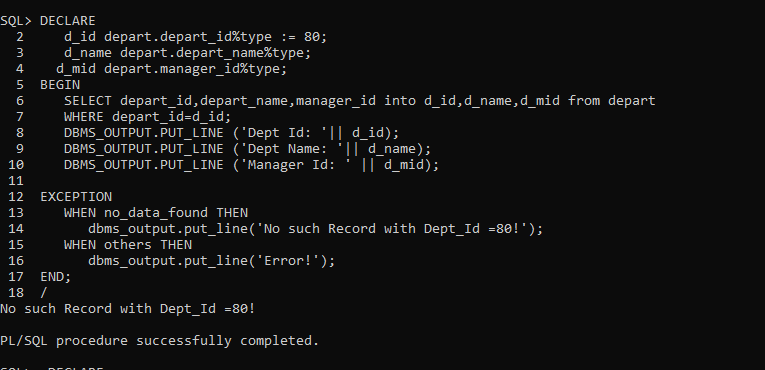 SQL> DECLARE
  2     d_id depart.depart_id%type := 80;
  3     d_name depart.depart_name%type;
  4    d_mid depart.manager_id%type;
  5  BEGIN
  6     SELECT depart_id,depart_name,manager_id into d_id,d_name,d_mid from depart
  7     WHERE depart_id=d_id;
  8     DBMS_OUTPUT.PUT_LINE ('Dept Id: '|| d_id);
  9     DBMS_OUTPUT.PUT_LINE ('Dept Name: '|| d_name);
 10     DBMS_OUTPUT.PUT_LINE ('Manager Id: ' || d_mid);
 11
 12  EXCEPTION
 13     WHEN no_data_found THEN
 14        dbms_output.put_line('No such Record with Dept_Id =80!');
 15     WHEN others THEN
 16        dbms_output.put_line('Error!');
 17  END;
 18  /
No such Record with Dept_Id =80!
PL/SQL procedure successfully completed.